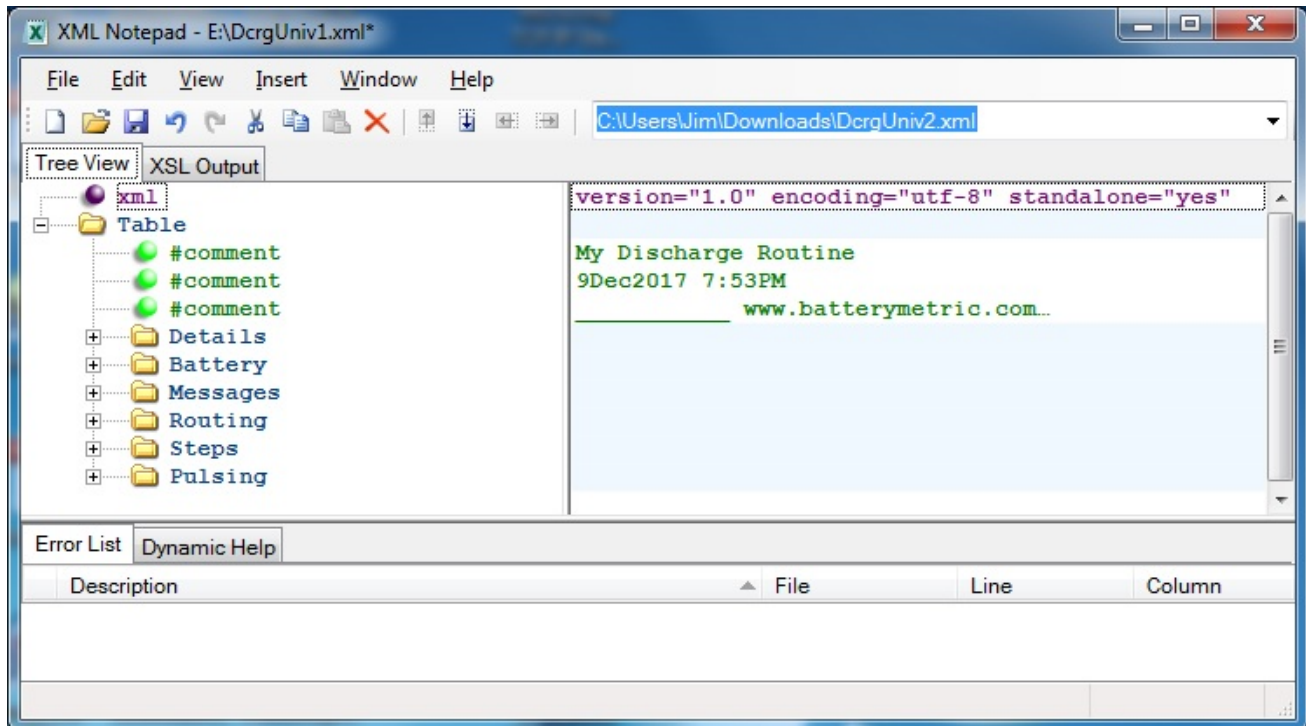 XML Notepad - E:\DcrgUniv1.xml*
File Edit View Insert Window Help
C:\Users\Jim\Downloads\DcrgUniv2.xml
Tree View XSL Output
xml version="1.0" encoding="utf-8" standalone="yes"
Table
#comment My Discharge Routine
#comment 9Dec2017 7:53PM
#comment ___________ www.batterymetric.com…
Details
Battery
Messages
Routing
Steps
Pulsing
Error List Dynamic Help
Description File Line Column